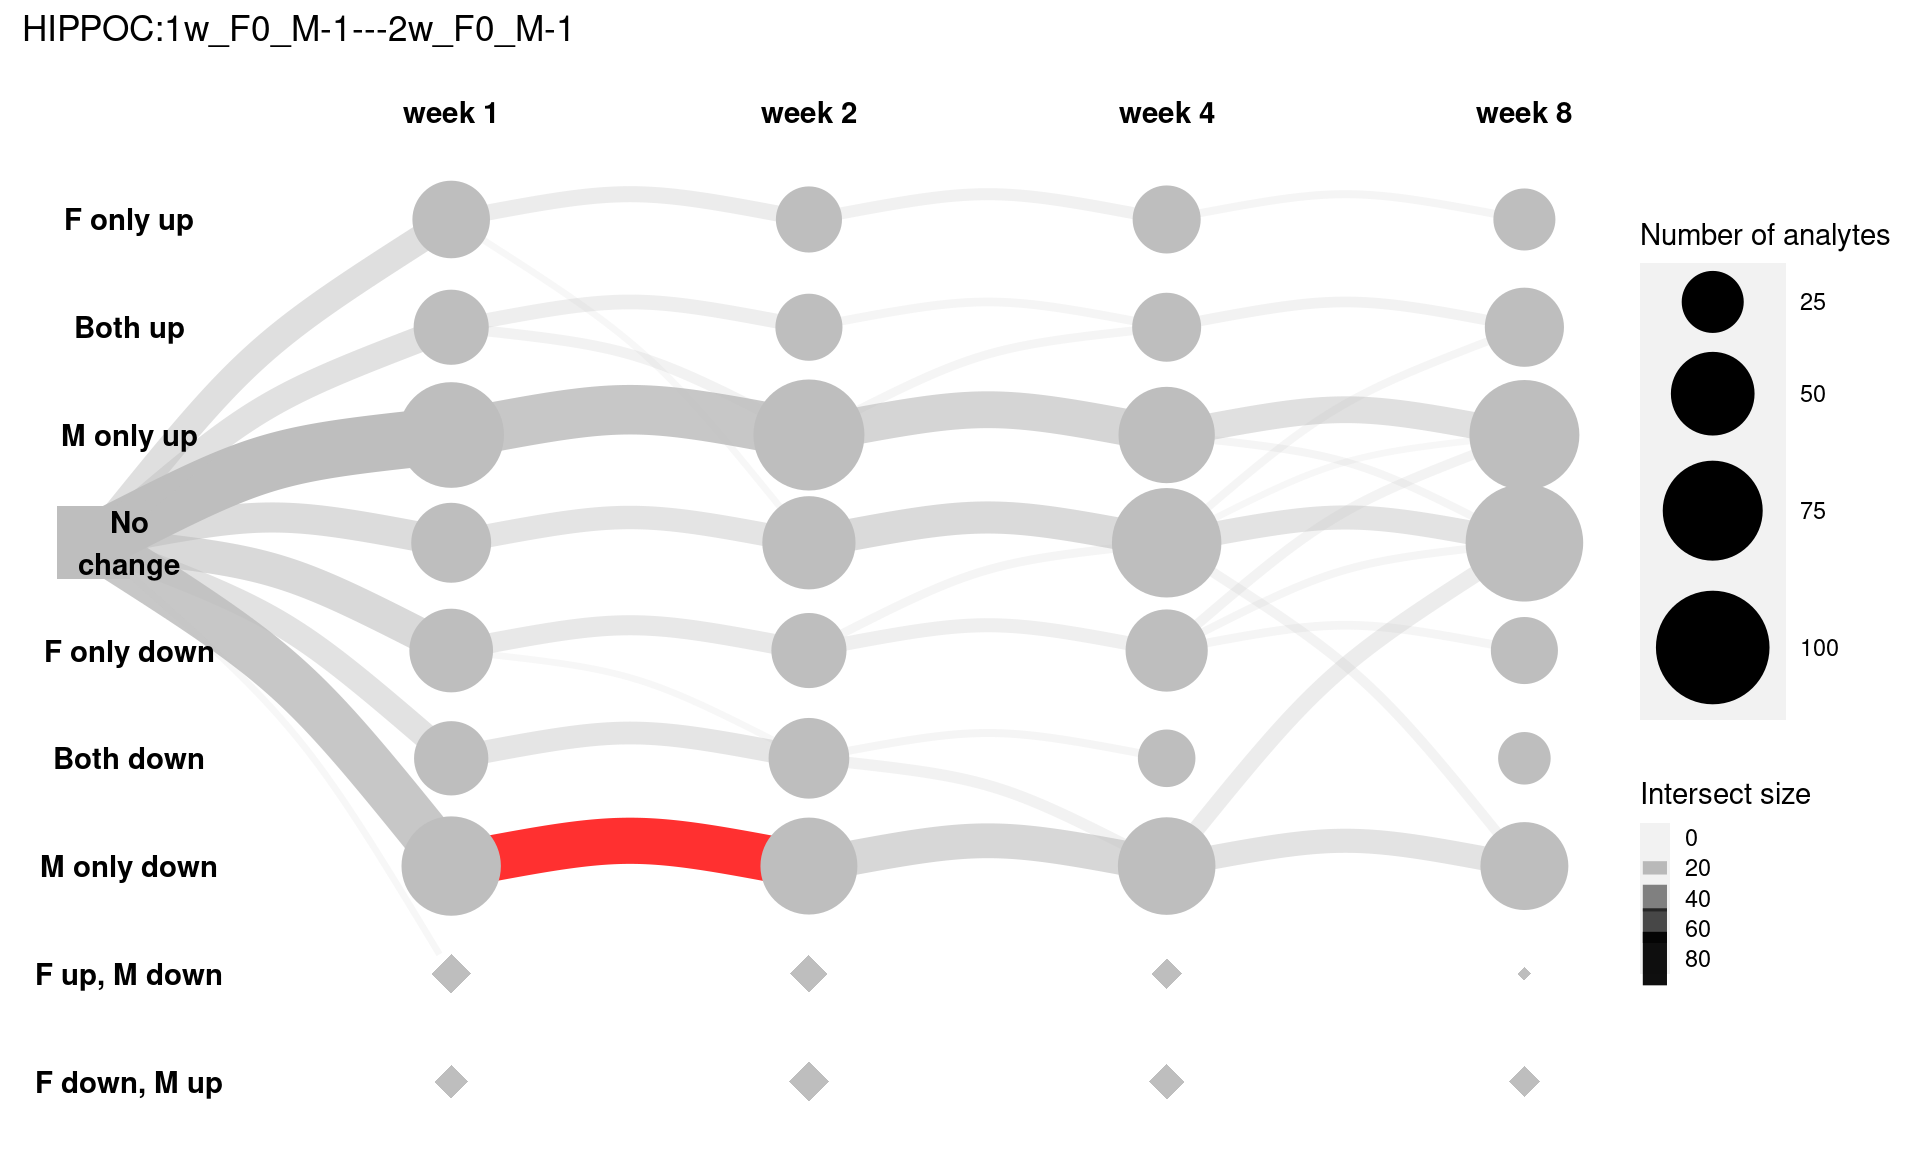 HIPPOC:1w_F0_M-1---2w_F0_M-1
week 1
week 2
week 4
week 8
F only up
Both up
M only up
No
change
F only down
Both down
M only down
F up, M down
F down, M up
Number of analytes
25
50
75
100
Intersect size
0
20
40
60
80